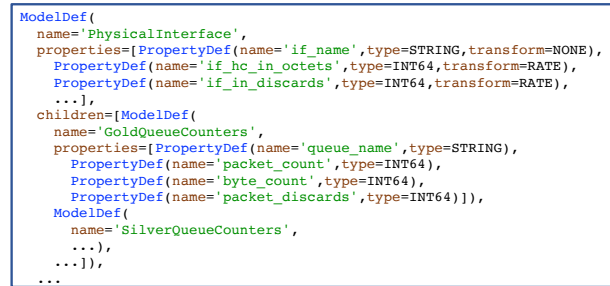 ModelDef(
  name='PhysicalInterface',
  properties=[PropertyDef(name='if_name',type=STRING,transform=NONE),
    PropertyDef(name='if_hc_in_octets',type=INT64,transform=RATE),
    PropertyDef(name='if_in_discards',type=INT64,transform=RATE),
    ...],
  children=[ModelDef(
    name='GoldQueueCounters',
    properties=[PropertyDef(name='queue_name',type=STRING),
      PropertyDef(name='packet_count',type=INT64),
      PropertyDef(name='byte_count',type=INT64),
      PropertyDef(name='packet_discards',type=INT64)]),
    ModelDef(
      name='SilverQueueCounters',
      ...),
    ...]),
  ...